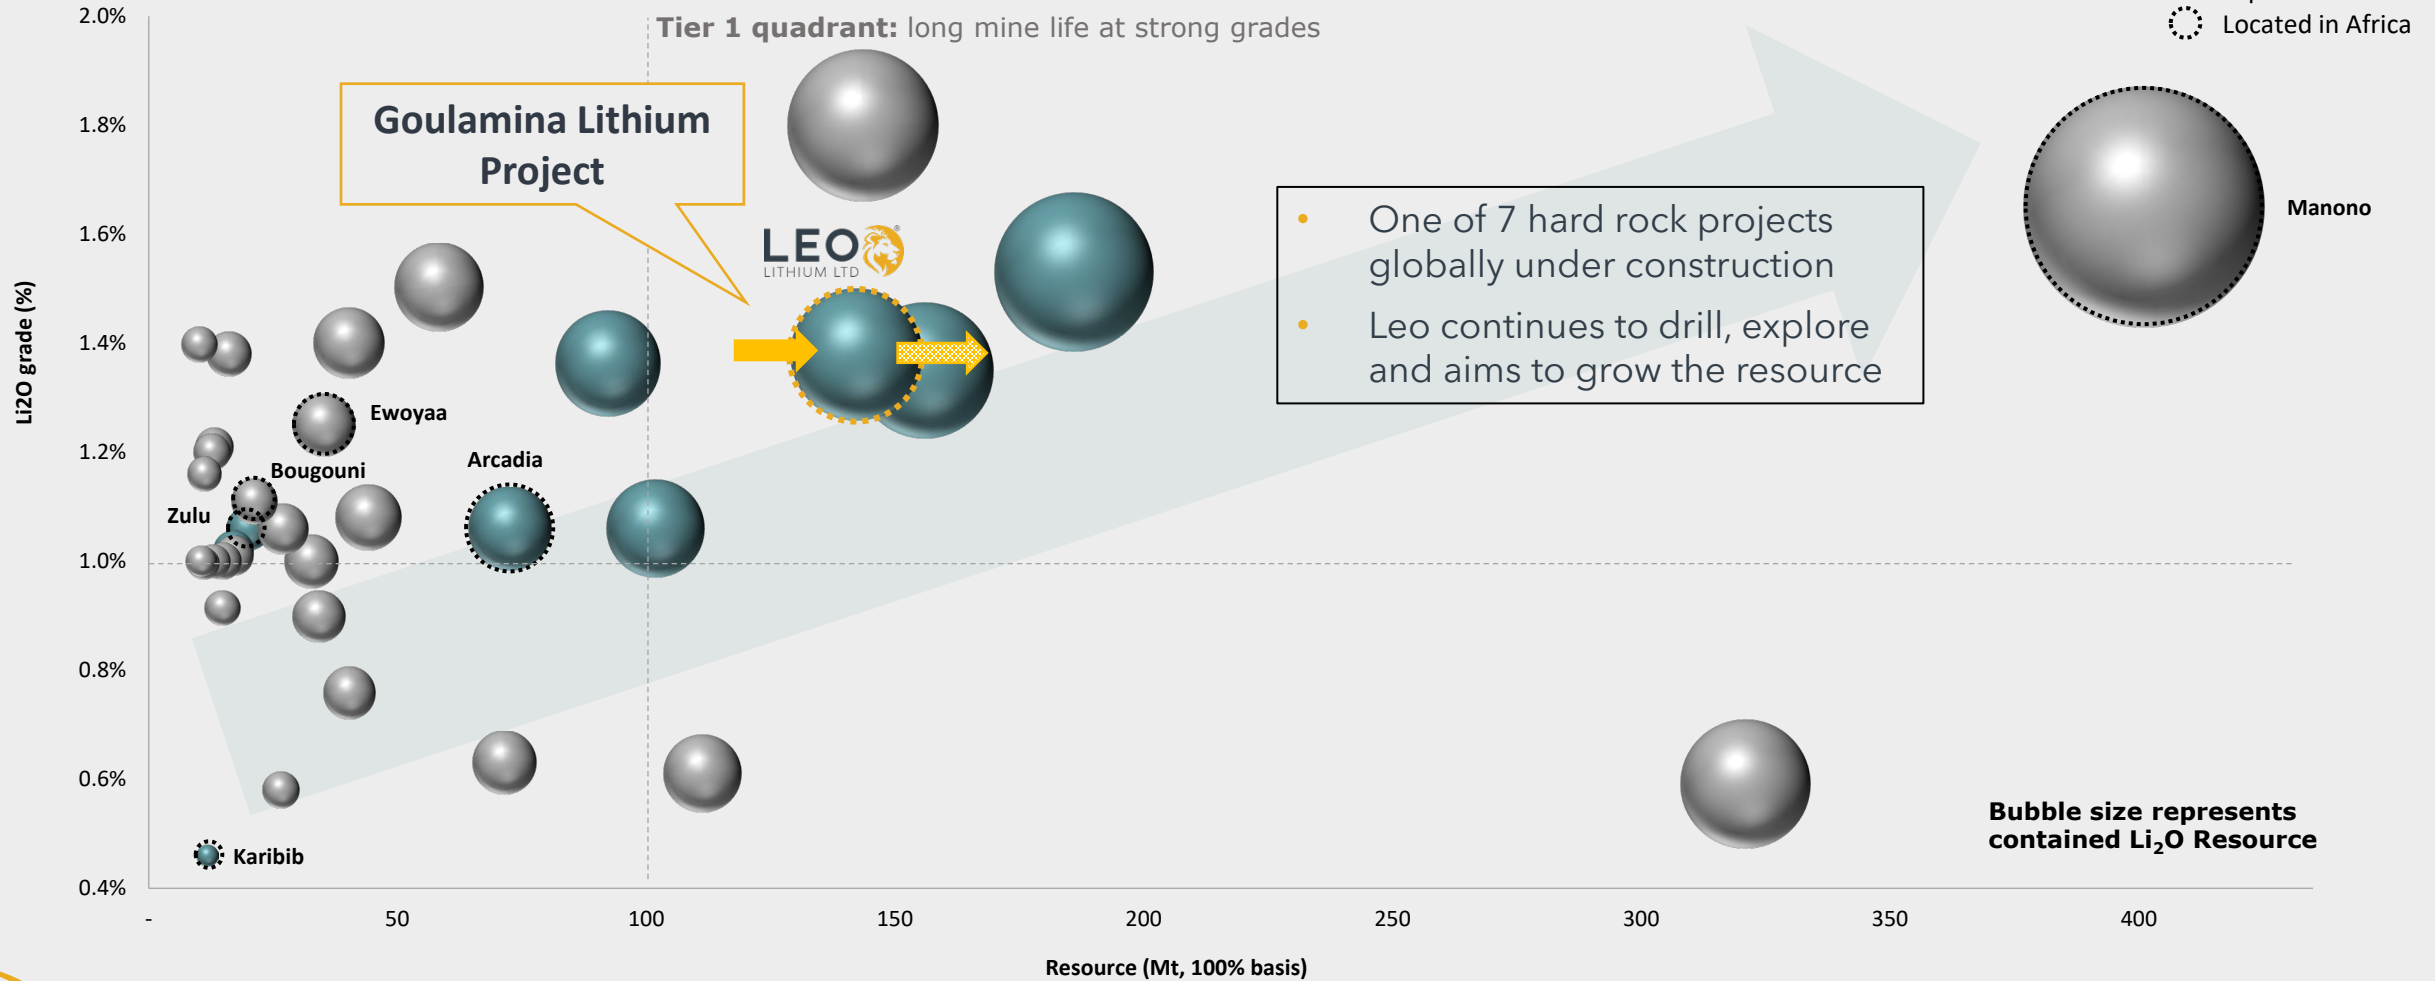 2.0%
Tier 1 quadrant: long mine life at strong grades
Located in Africa
1.8%
Goulamina Lithium
Project
1.6%
LEO
LITHIUM LTD
®
Manono
• One of 7 hard rock projects
globally under construction
• Leo continues to drill, explore
and aims to grow the resource
Li2O grade (%)
1.4%
Ewoyaa
1.2%
Bougouni
Arcadia
Zulu
1.0%
0.8%
0.6%
Bubble size represents
contained Li₂O Resource
Karibib
0.4%
- 50 100 150 200 250 300 350 400
Resource (Mt, 100% basis)